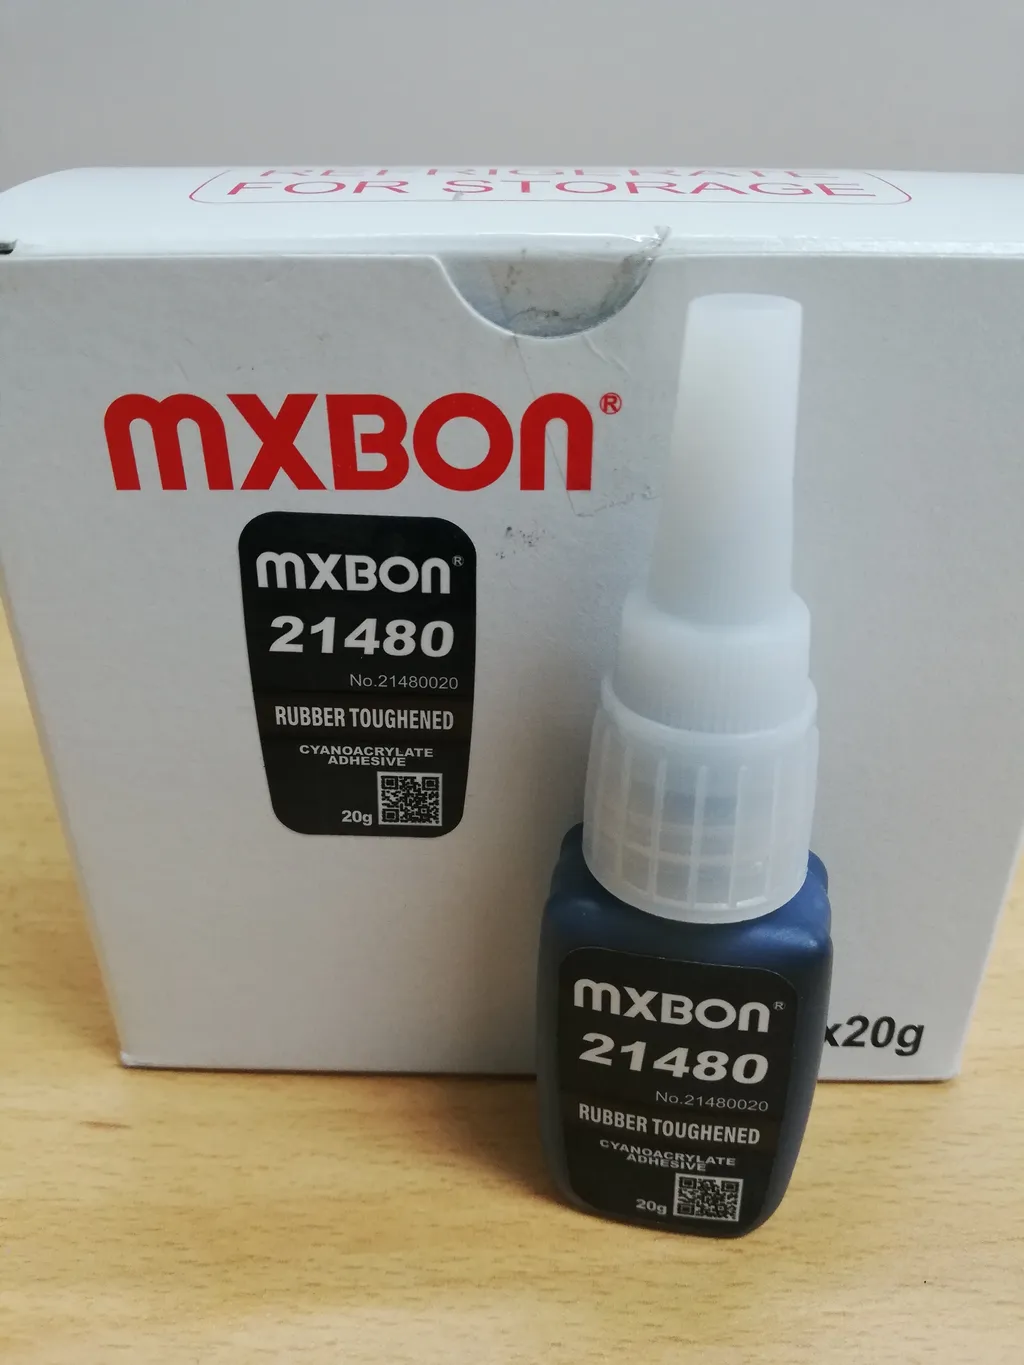 REFRIGERATE
FOR STORAGE
MXBON®
MXBON®
21480
No.21480020
RUBBER TOUGHENED
CYANOACRYLATE
ADHESIVE
20g
x20g
MXBON®
21480
No.21480020
RUBBER TOUGHENED
CYANOACRYLATE
ADHESIVE
20g